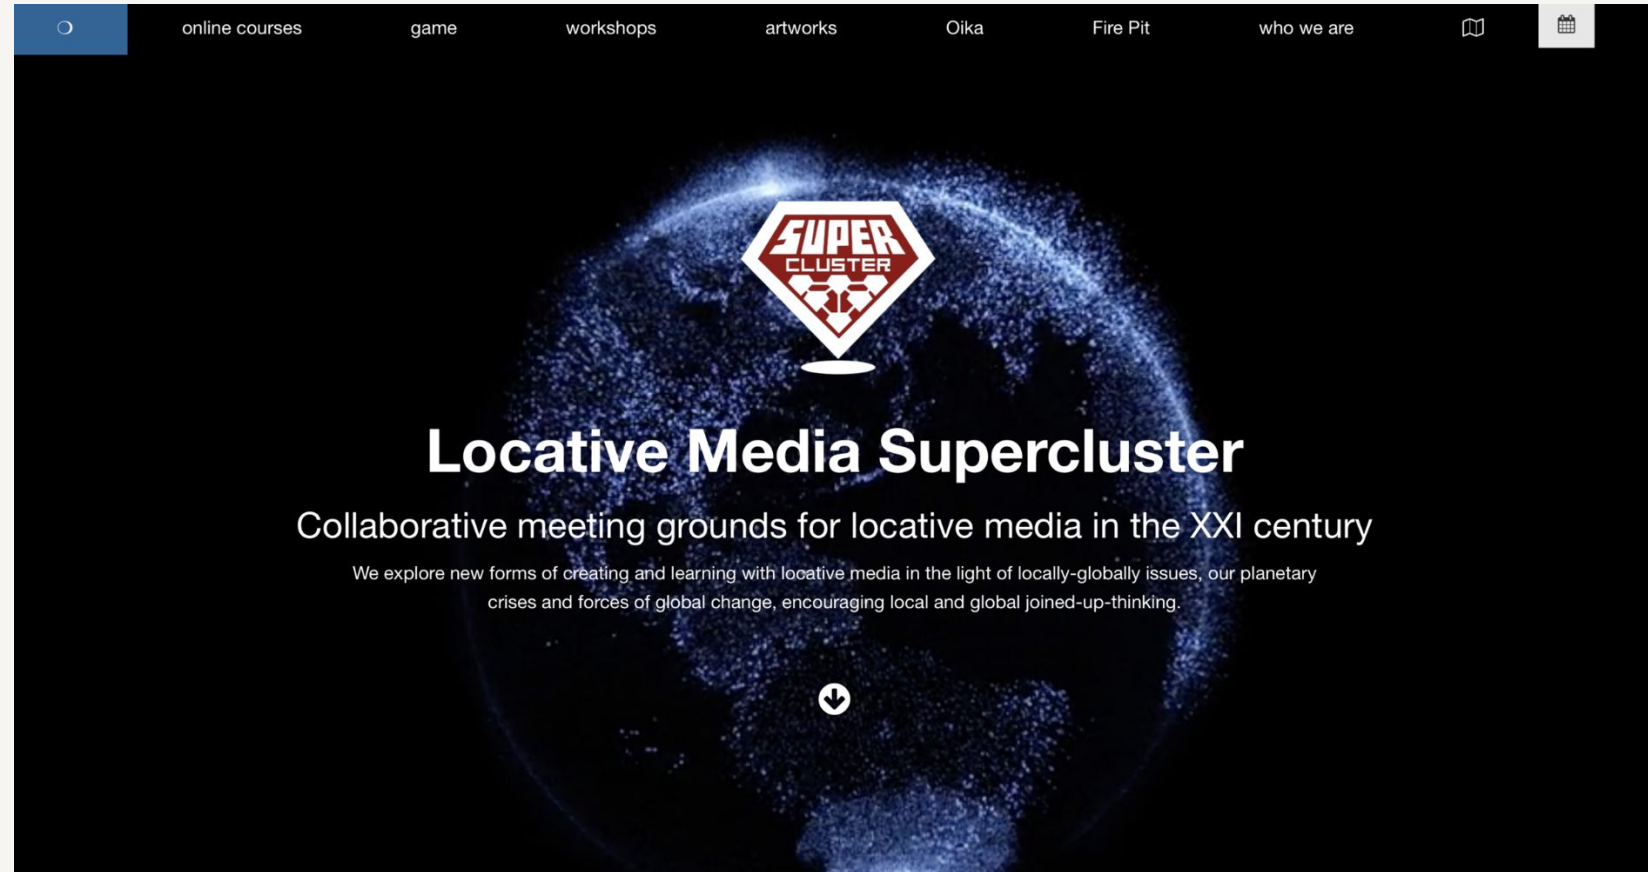 online courses game workshops artworks Oika Fire Pit who we are
SUPER
CLUSTER
Locative Media Supercluster
Collaborative meeting grounds for locative media in the XXI century
We explore new forms of creating and learning with locative media in the light of locally-globally issues, our planetary
crises and forces of global change, encouraging local and global joined-up-thinking.